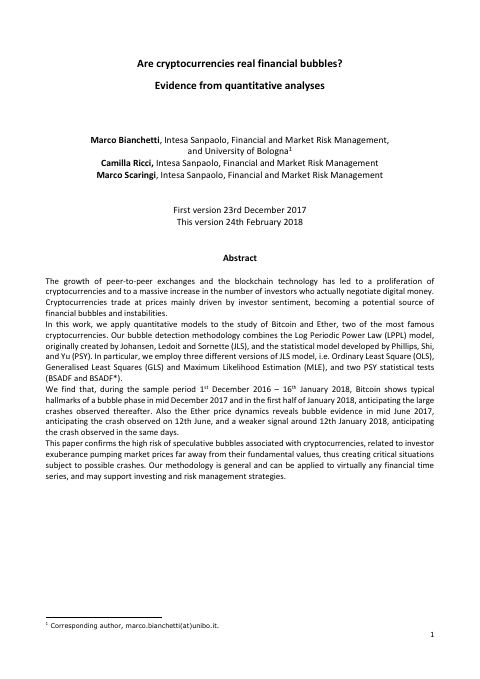 Are cryptocurrencies real financial bubbles?
Evidence from quantitative analyses
Marco Bianchetti, Intesa Sanpaolo, Financial and Market Risk Management,
and University of Bologna¹
Camilla Ricci, Intesa Sanpaolo, Financial and Market Risk Management
Marco Scaringi, Intesa Sanpaolo, Financial and Market Risk Management
First version 23rd December 2017
This version 24th February 2018
Abstract
The growth of peer-to-peer exchanges and the blockchain technology has led to a proliferation of
cryptocurrencies and to a massive increase in the number of investors who actually negotiate digital money.
Cryptocurrencies trade at prices mainly driven by investor sentiment, becoming a potential source of
financial bubbles and instabilities.
In this work, we apply quantitative models to the study of Bitcoin and Ether, two of the most famous
cryptocurrencies. Our bubble detection methodology combines the Log Periodic Power Law (LPPL) model,
originally created by Johansen, Ledoit and Sornette (JLS), and the statistical model developed by Phillips, Shi,
and Yu (PSY). In particular, we employ three different versions of JLS model, i.e. Ordinary Least Square (OLS),
Generalised Least Squares (GLS) and Maximum Likelihood Estimation (MLE), and two PSY statistical tests
(BSADF and BSADF*).
We find that, during the sample period 1st December 2016 – 16th January 2018, Bitcoin shows typical
hallmarks of a bubble phase in mid December 2017 and in the first half of January 2018, anticipating the large
crashes observed thereafter. Also the Ether price dynamics reveals bubble evidence in mid June 2017,
anticipating the crash observed on 12th June, and a weaker signal around 12th January 2018, anticipating
the crash observed in the same days.
This paper confirms the high risk of speculative bubbles associated with cryptocurrencies, related to investor
exuberance pumping market prices far away from their fundamental values, thus creating critical situations
subject to possible crashes. Our methodology is general and can be applied to virtually any financial time
series, and may support investing and risk management strategies.
¹ Corresponding author, marco.bianchetti(at)unibo.it.
1